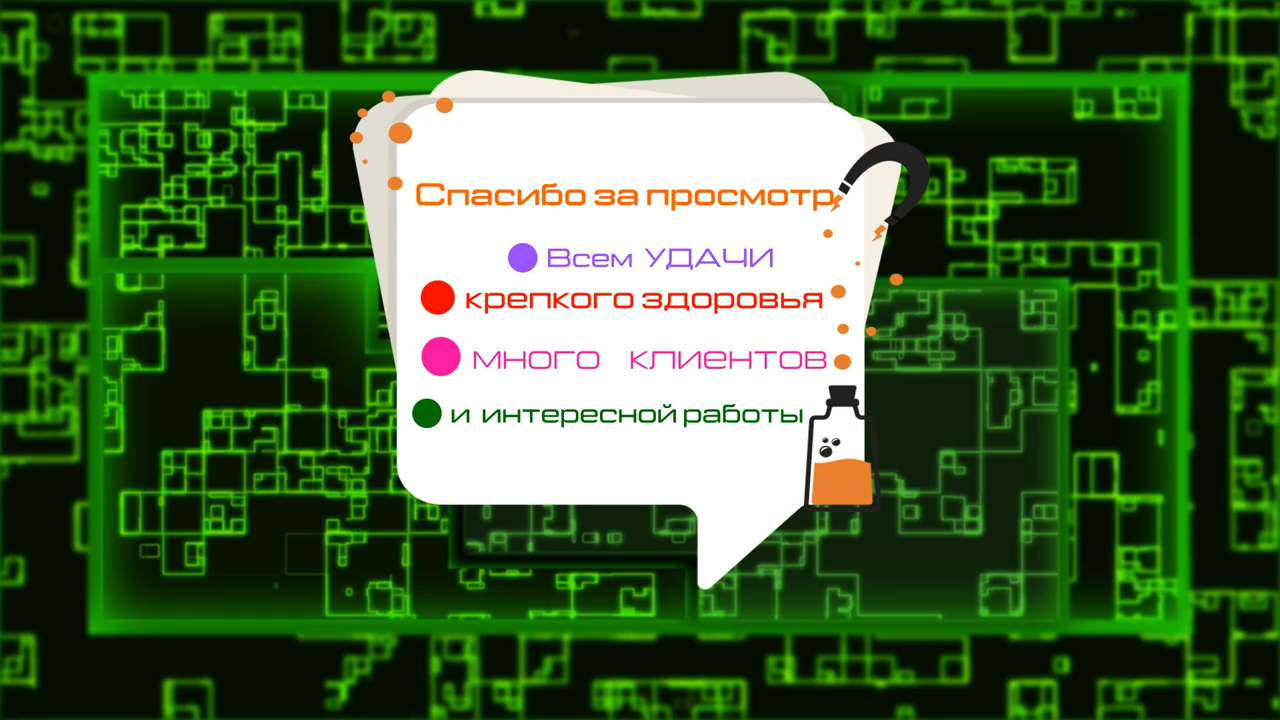 Спасибо за просмотр
Всем УДАЧИ
крепкого здоровья
много клиентов
и интересной работы